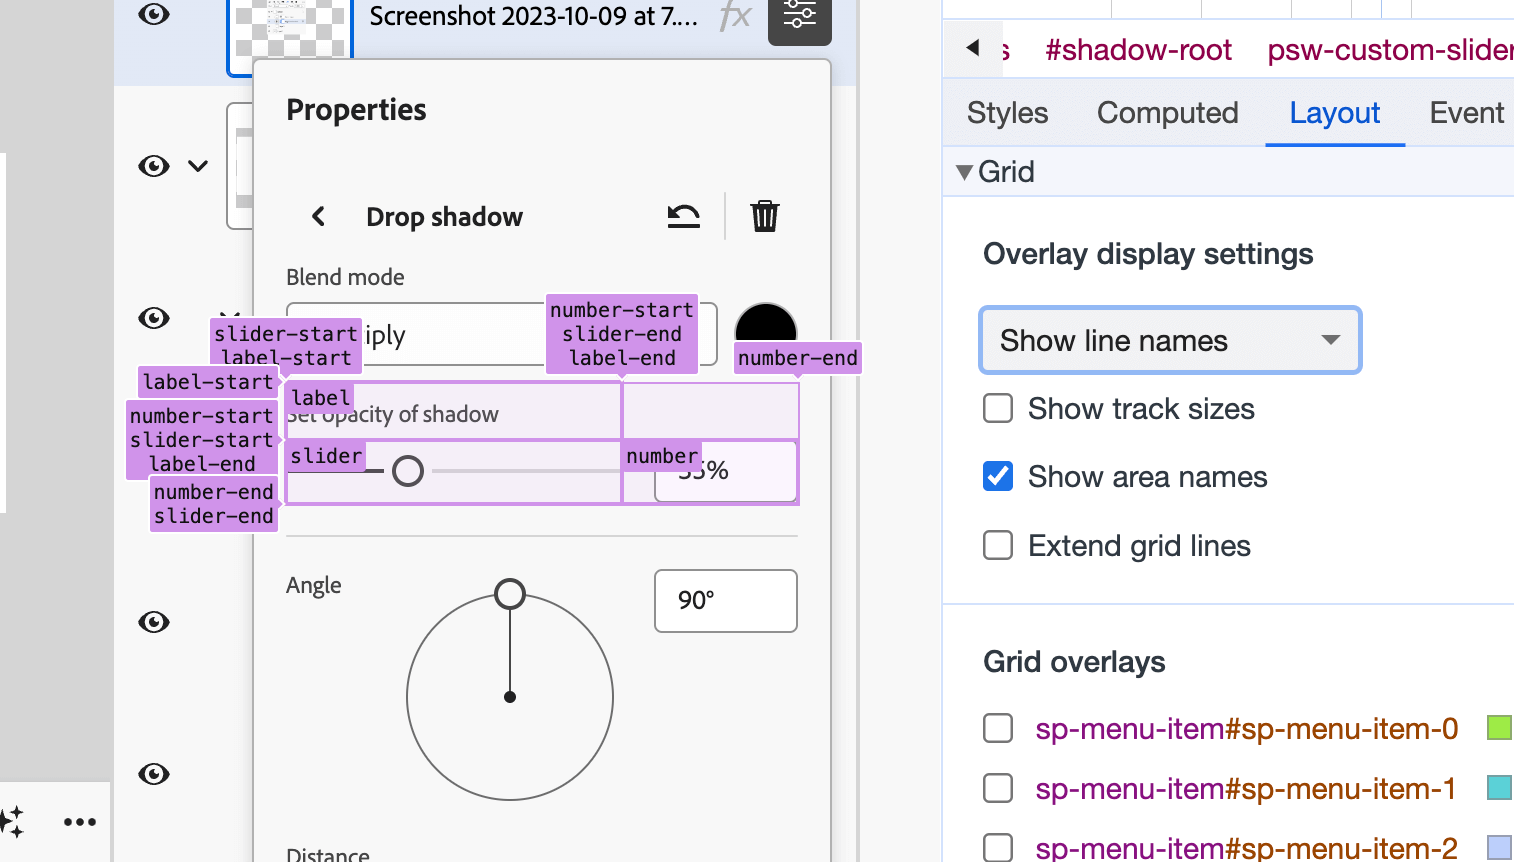 Screenshot 2023-10-09 at 7....
fx
Properties
Drop shadow
Blend mode
iply
number-start
slider-end
label-end
number-end
slider-start
label-start
label-start
label
Set opacity of shadow
number-start
slider-start
label-end
slider
number
35%
number-end
slider-end
Angle
90°
Distance
s
#shadow-root
psw-custom-slider
Styles
Computed
Layout
Event
Grid
Overlay display settings
Show line names
Show track sizes
Show area names
Extend grid lines
Grid overlays
sp-menu-item#sp-menu-item-0
sp-menu-item#sp-menu-item-1
sp-menu-item#sp-menu-item-2